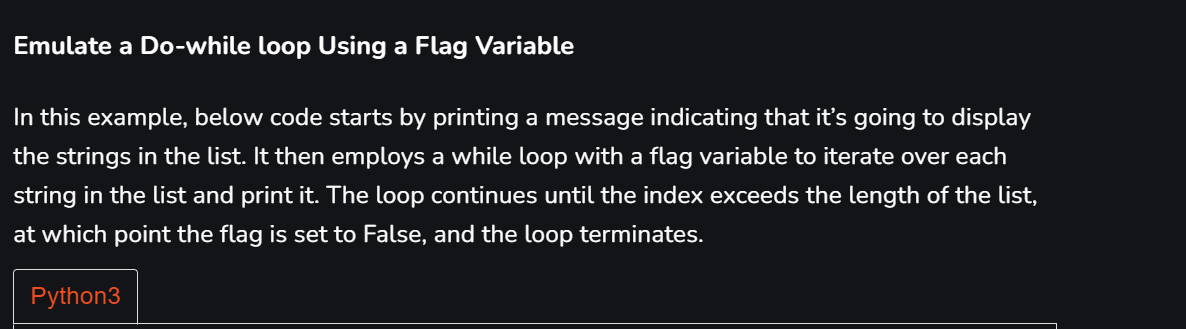 Emulate a Do-while loop Using a Flag Variable
In this example, below code starts by printing a message indicating that it’s going to display
the strings in the list. It then employs a while loop with a flag variable to iterate over each
string in the list and print it. The loop continues until the index exceeds the length of the list,
at which point the flag is set to False, and the loop terminates.
Python3